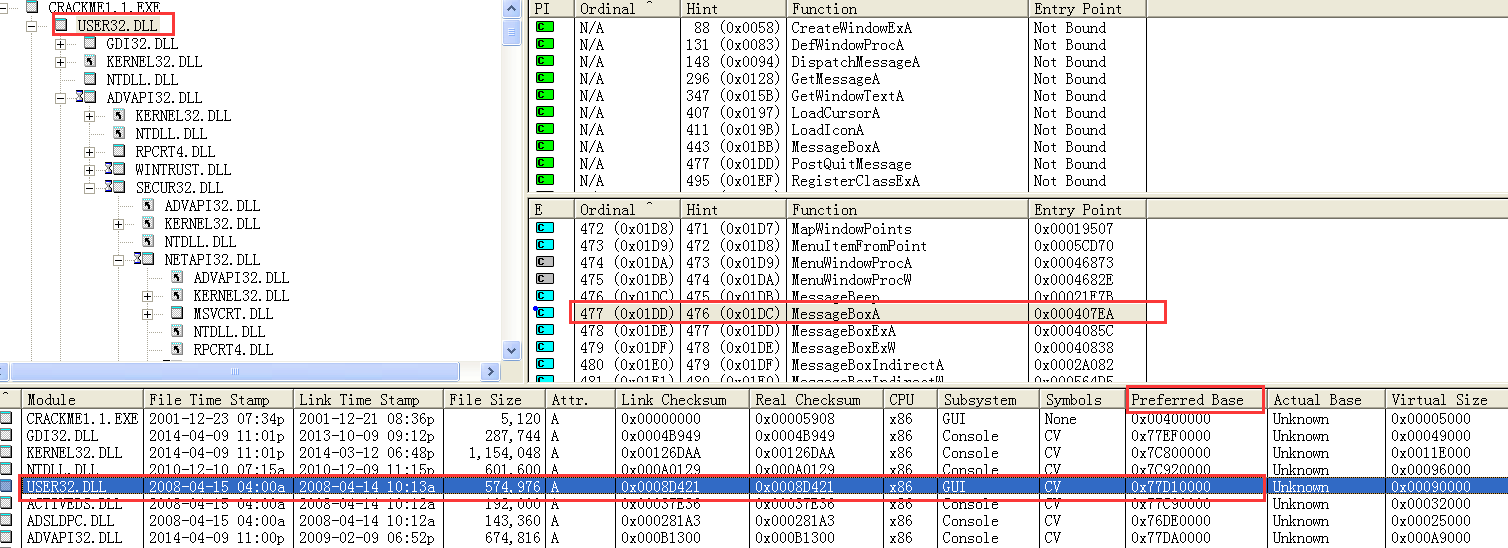 CRACKME1.1.EXE
USER32.DLL
GDI32.DLL
KERNEL32.DLL
NTDLL.DLL
ADVAPI32.DLL
KERNEL32.DLL
NTDLL.DLL
RPCRT4.DLL
WINTRUST.DLL
SECUR32.DLL
ADVAPI32.DLL
KERNEL32.DLL
NTDLL.DLL
NETAPI32.DLL
ADVAPI32.DLL
KERNEL32.DLL
MSVCRT.DLL
NTDLL.DLL
RPCRT4.DLL
PI Ordinal ^ Hint Function Entry Point
C N/A 88 (0x0058) CreateWindowExA Not Bound
C N/A 131 (0x0083) DefWindowProcA Not Bound
C N/A 148 (0x0094) DispatchMessageA Not Bound
C N/A 296 (0x0128) GetMessageA Not Bound
C N/A 347 (0x015B) GetWindowTextA Not Bound
C N/A 407 (0x0197) LoadCursorA Not Bound
C N/A 411 (0x019B) LoadIconA Not Bound
C N/A 443 (0x01BB) MessageBoxA Not Bound
C N/A 477 (0x01DD) PostQuitMessage Not Bound
C N/A 495 (0x01EF) RegisterClassExA Not Bound
E Ordinal ^ Hint Function Entry Point
C 472 (0x01D8) 471 (0x01D7) MapWindowPoints 0x00019507
C 473 (0x01D9) 472 (0x01D8) MenuItemFromPoint 0x0005CD70
C 474 (0x01DA) 473 (0x01D9) MenuWindowProcA 0x00046873
C 475 (0x01DB) 474 (0x01DA) MenuWindowProcW 0x0004682E
C 476 (0x01DC) 475 (0x01DB) MessageBeep 0x00021F7B
C 477 (0x01DD) 476 (0x01DC) MessageBoxA 0x000407EA
C 478 (0x01DE) 477 (0x01DD) MessageBoxExA 0x0004085C
C 479 (0x01DF) 478 (0x01DE) MessageBoxExW 0x00040838
C 480 (0x01E0) 479 (0x01DF) MessageBoxIndirectA 0x0002A082
481 (0x01E1) 480 (0x01E0) MessageBoxIndirectW 0x000564D5
^ Module File Time Stamp Link Time Stamp File Size Attr. Link Checksum Real Checksum CPU Subsystem Symbols Preferred Base Actual Base Virtual Size
CRACKME1.1.EXE 2001-12-23 07:34p 2001-12-21 08:36p 5,120 A 0x00000000 0x00005908 x86 GUI None 0x00400000 Unknown 0x00005000
GDI32.DLL 2014-04-09 11:01p 2013-10-09 09:12p 287,744 A 0x0004B949 0x0004B949 x86 Console CV 0x77EF0000 Unknown 0x00049000
KERNEL32.DLL 2014-04-09 11:01p 2014-03-12 06:48p 1,154,048 A 0x00126DAA 0x00126DAA x86 Console CV 0x7C800000 Unknown 0x0011E000
NTDLL.DLL 2010-12-10 07:15a 2010-12-09 11:15p 601,600 A 0x000A0129 0x000A0129 x86 Console CV 0x7C920000 Unknown 0x00096000
USER32.DLL 2008-04-15 04:00a 2008-04-14 10:13a 574,976 A 0x0008D421 0x0008D421 x86 GUI CV 0x77D10000 Unknown 0x00090000
ACTIVEDS.DLL 2008-04-15 04:00a 2008-04-14 10:12a 192,000 A 0x00037E36 0x00037E36 x86 Console CV 0x77C90000 Unknown 0x00032000
ADSLDPC.DLL 2008-04-15 04:00a 2008-04-14 10:12a 143,360 A 0x000281A3 0x000281A3 x86 Console CV 0x76DE0000 Unknown 0x00025000
ADVAPI32.DLL 2014-04-09 11:00p 2009-02-09 06:52p 674,816 A 0x000B1300 0x000B1300 x86 Console CV 0x77DA0000 Unknown 0x000A9000